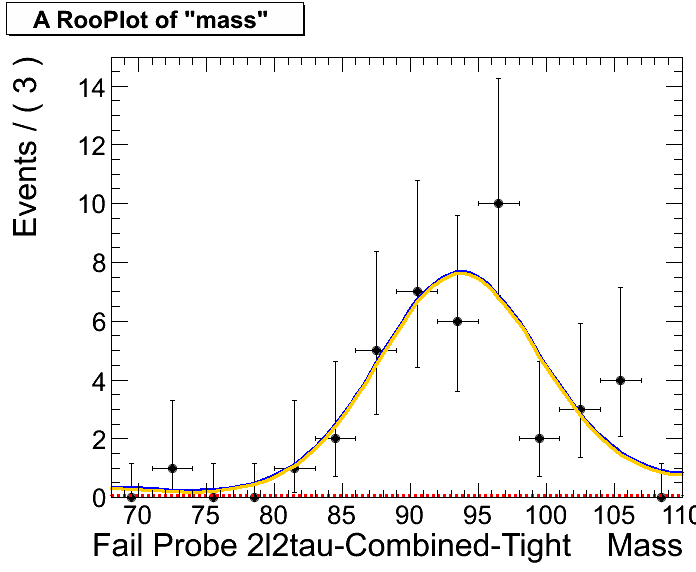 A RooPlot of "mass"
Events / ( 3 )
14
12
10
8
6
4
2
0
70 75 80 85 90 95 100 105 110
Fail Probe 2l2tau-Combined-Tight Mass